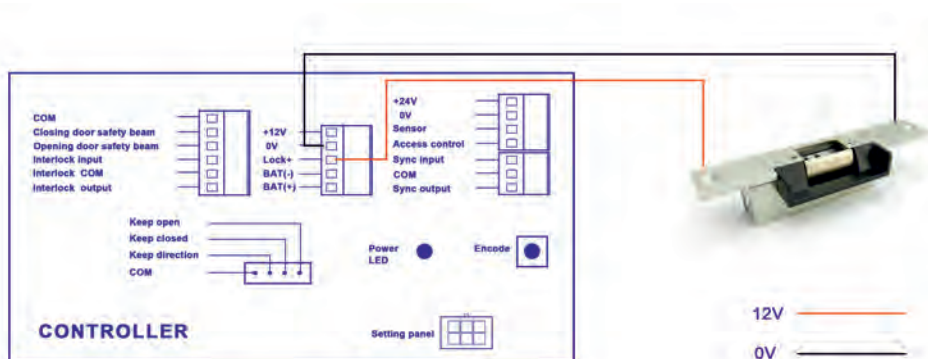 COM
Closing door safety beam
Opening door safety beam
Interlock input
Interlock COM
Interlock output
+12V
0V
Lock+
BAT(-)
BAT(+)
+24V
0V
Sensor
Access control
Sync input
COM
Sync output
Keep open
Keep closed
Keep direction
COM
Power
LED
Encode
CONTROLLER
Setting panel
12V
0V